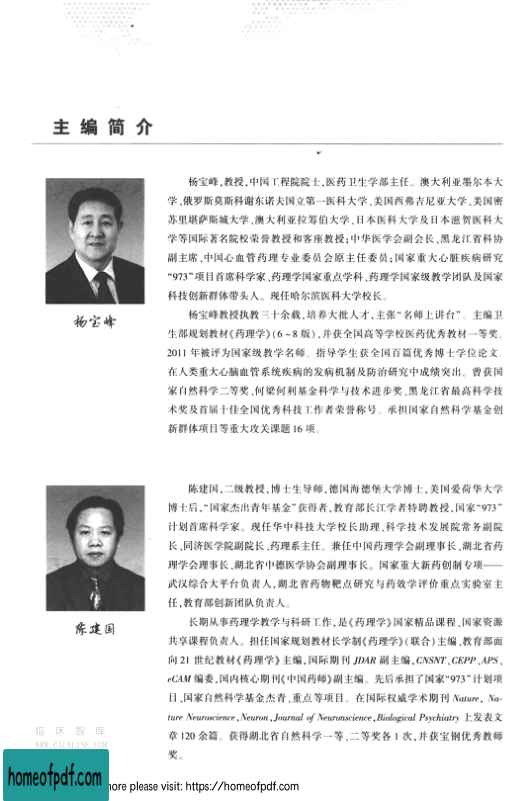 主编简介
杨宝峰，教授，中国工程院院士，医药卫生学部主任。澳大利亚墨尔本大
学、俄罗斯莫斯科谢东诺夫国立第一医科大学、美国西弗吉尼亚大学、美国密
苏里堪萨斯城大学、澳大利亚拉筹伯大学、日本医科大学及日本滋贺医科大
学等国际著名院校荣誉教授和客座教授；中华医学会副会长、黑龙江省科协
副主席、中国心血管药理专业委员会原主任委员；国家重大心脏疾病研究
“973”项目首席科学家、药理学国家重点学科、药理学国家级教学团队及国家
科技创新群体带头人。现任哈尔滨医科大学校长。
杨宝峰
杨宝峰教授执教三十余载，培养大批人才，主张“名师上讲台”。主编卫
生部规划教材《药理学》（6～8版），并获全国高等学校医药优秀教材一等奖。
2011年被评为国家级教学名师。指导学生获全国百篇优秀博士学位论文。
在人类重大心脑血管系统疾病的发病机制及防治研究中成绩突出。曾获国
家自然科学二等奖、何梁何利基金科学与技术进步奖、黑龙江省最高科学技
术奖及首届十佳全国优秀科技工作者荣誉称号。承担国家自然科学基金创
新群体项目等重大攻关课题16项。
陈建国，二级教授，博士生导师，德国海德堡大学博士，美国爱荷华大学
博士后，“国家杰出青年基金”获得者，教育部长江学者特聘教授，国家“973”
计划首席科学家。现任华中科技大学校长助理、科学技术发展院常务副院
长、同济医学院副院长、药理系主任。兼任中国药理学会副理事长、湖北省药
理学会理事长、湖北省中德医学协会副理事长。国家重大新药创制专项——
武汉综合大平台负责人，湖北省药物靶点研究与药效学评价重点实验室主
任，教育部创新团队负责人。
陈建国
长期从事药理学教学与科研工作，是《药理学》国家精品课程、国家资源
共享课程负责人。担任国家规划教材长学制《药理学》（联合）主编、教育部面
向21世纪教材《药理学》主编，国际期刊JDAR副主编，CNSNT、CEPP、APS、
eCAM编委，国内核心期刊《中国药师》副主编。先后承担了国家“973”计划项
目、国家自然科学基金杰青、重点等项目。在国际权威学术期刊Nature, Na-
ture Neuroscience, Neuron, Journal of Neuronscience, Biological Psychiatry上发表文
章120余篇。获得湖北省自然科学一等、二等奖各1次，并获宝钢优秀教师
奖。
临床智库
WWW.CICALINE.COM
homeofpdf.com
ore please visit: https://homeofpdf.com